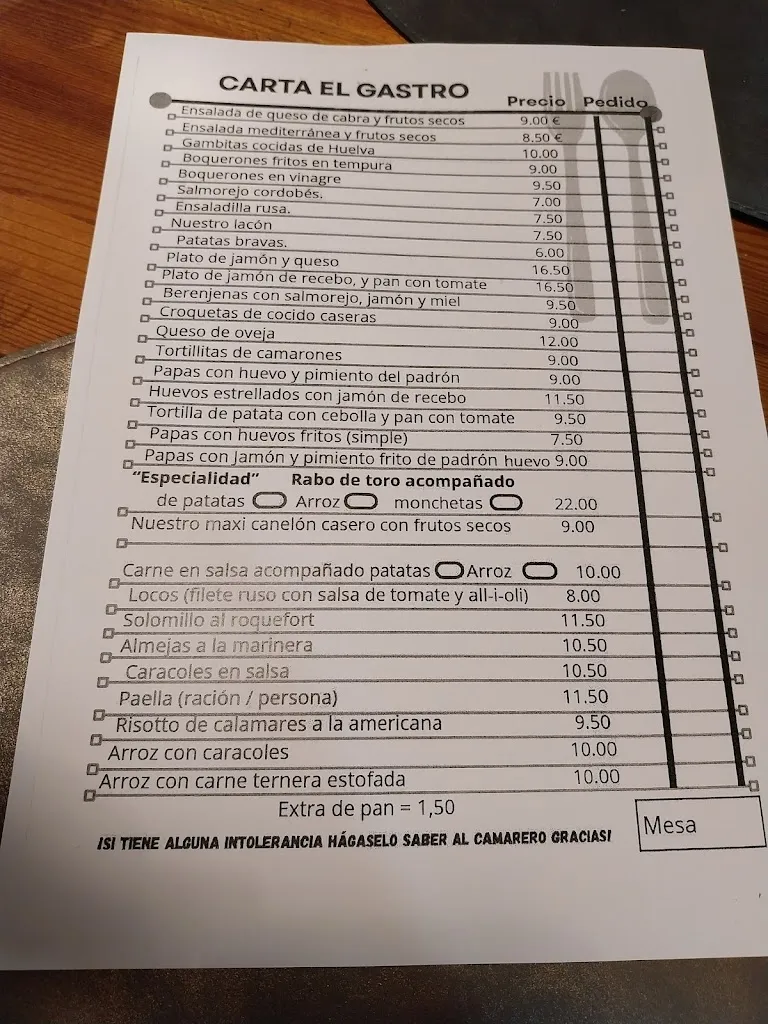 CARTA EL GASTRO
Precio Pedido
Ensalada de queso de cabra y frutos secos 9.00 €
Ensalada mediterránea y frutos secos 8.50 €
Gambitas cocidas de Huelva 10.00
Boquerones fritos en tempura 9.00
Boquerones en vinagre 9.50
Salmorejo cordobés. 7.00
Ensaladilla rusa. 7.50
Nuestro lacón 7.50
Patatas bravas. 6.00
Plato de jamón y queso 16.50
Plato de jamón de recebo, y pan con tomate 16.50
Berenjenas con salmorejo, jamón y miel 9.50
Croquetas de cocido caseras 9.00
Queso de oveja 12.00
Tortillitas de camarones 9.00
Papas con huevo y pimiento del padrón 9.00
Huevos estrellados con jamón de recebo 11.50
Tortilla de patata con cebolla y pan con tomate 9.50
Papas con huevos fritos (simple) 7.50
Papas con Jamón y pimiento frito de padrón huevo 9.00
“Especialidad” Rabo de toro acompañado
de patatas Arroz monchetas 22.00
Nuestro maxi canelón casero con frutos secos 9.00
Carne en salsa acompañado patatas Arroz 10.00
Locos (filete ruso con salsa de tomate y all-i-oli) 8.00
Solomillo al roquefort 11.50
Almejas a la marinera 10.50
Caracoles en salsa 10.50
Paella (ración / persona) 11.50
Risotto de calamares a la americana 9.50
Arroz con caracoles 10.00
Arroz con carne ternera estofada 10.00
Extra de pan = 1,50
¡SI TIENE ALGUNA INTOLERANCIA HÁGASELO SABER AL CAMARERO GRACIAS!
Mesa